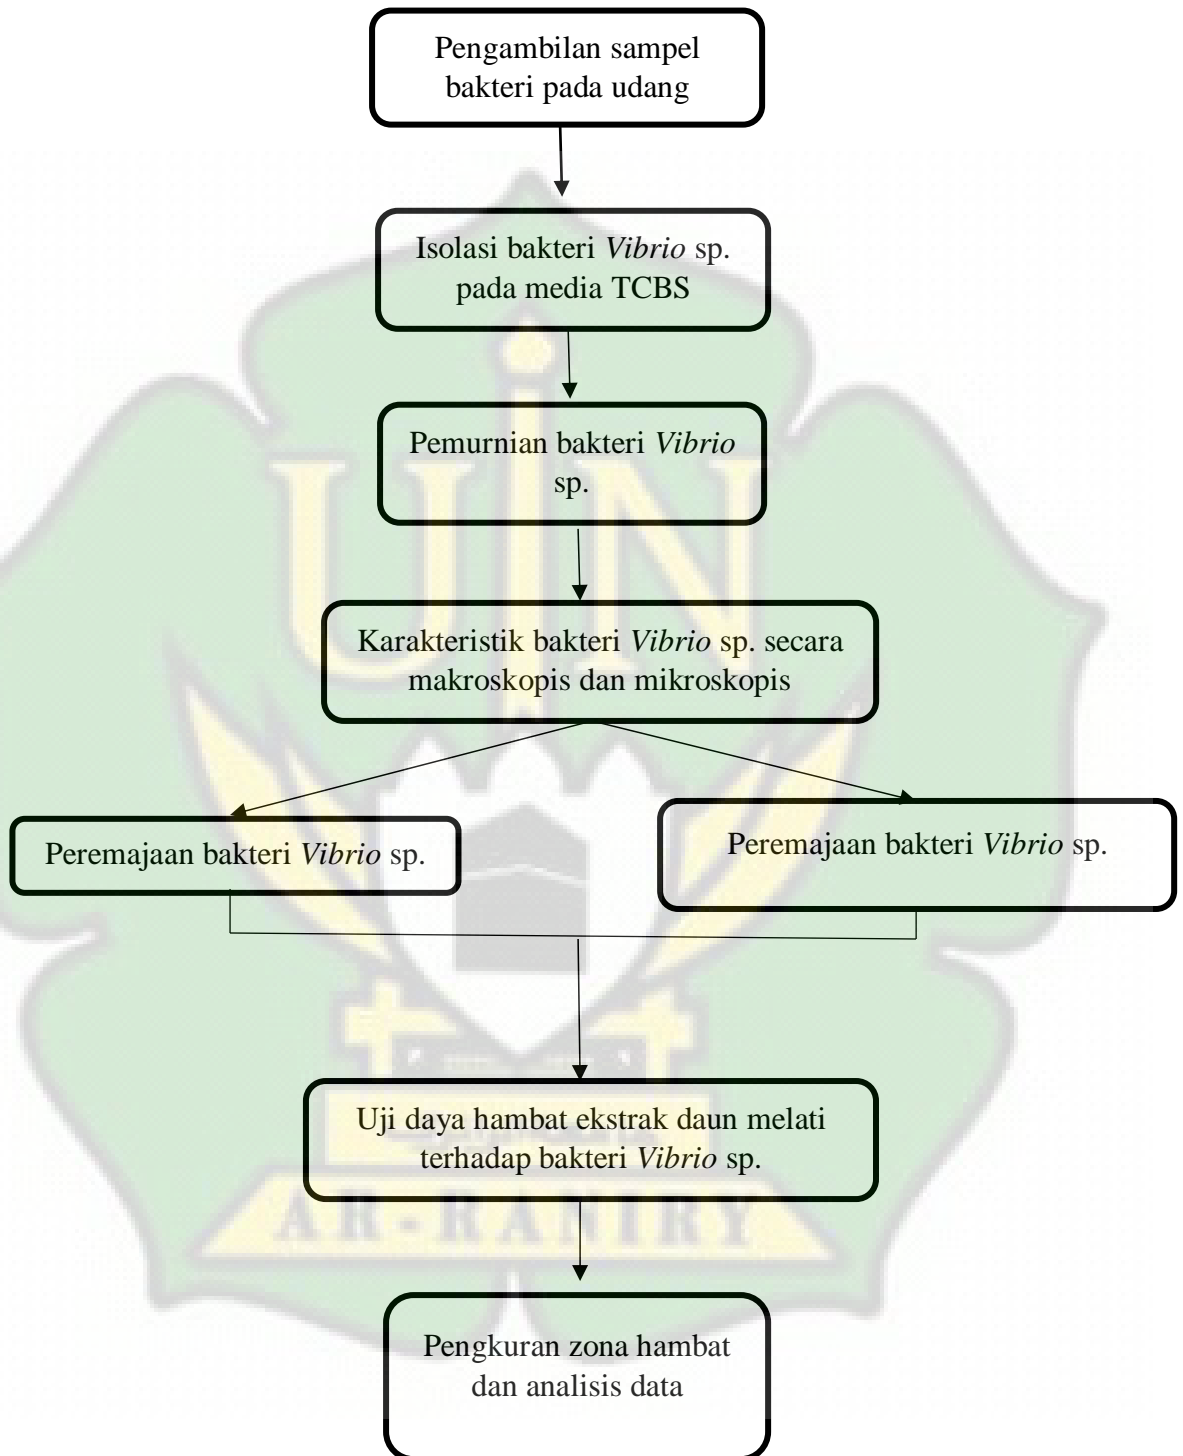 Pengambilan sampel
bakteri pada udang
Isolasi bakteri Vibrio sp.
pada media TCBS
Pemurnian bakteri Vibrio
sp.
UIN
Karakteristik bakteri Vibrio sp. secara
makroskopis dan mikroskopis
Peremajaan bakteri Vibrio sp.
Peremajaan bakteri Vibrio sp.
Uji daya hambat ekstrak daun melati
terhadap bakteri Vibrio sp.
AR-RANIRY
Pengkuran zona hambat
dan analisis data